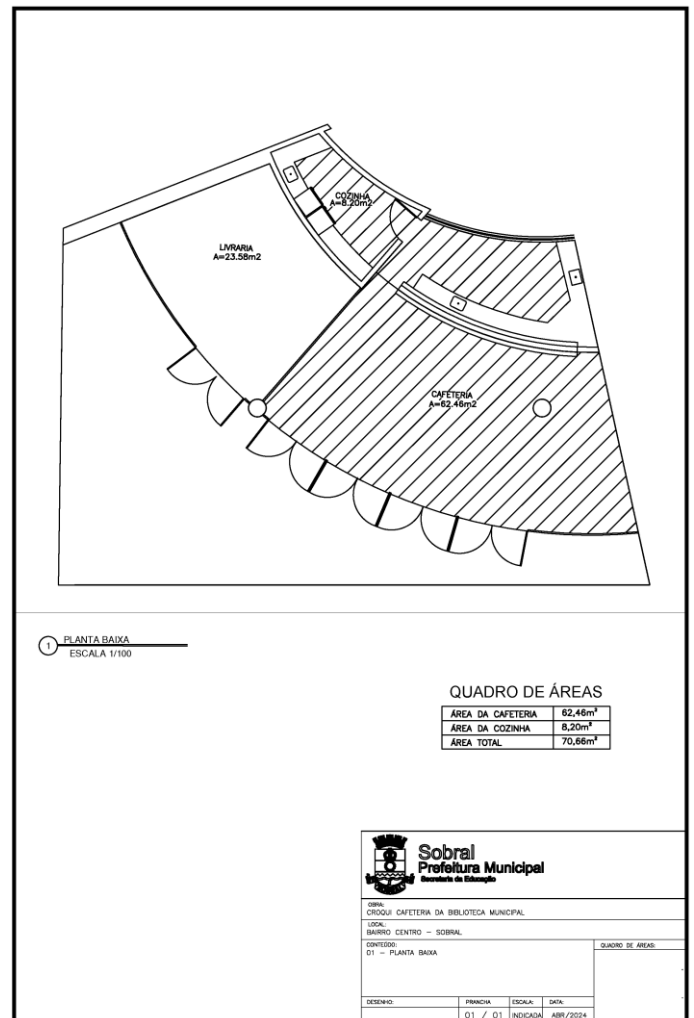 COZINHA
A=8.20m2
LIVRARIA
A=23.58m2
CAFETERIA
A=62.46m2
1 PLANTA BAIXA
ESCALA 1/100
QUADRO DE ÁREAS
ÁREA DA CAFETERIA 62,46m²
ÁREA DA COZINHA 8,20m²
ÁREA TOTAL 70,66m²
Sobral
Prefeitura Municipal
Secretaria da Educação
OBRA:
CROQUI CAFETERIA DA BIBLIOTECA MUNICIPAL
LOCAL:
BAIRRO CENTRO – SOBRAL
CONTEÚDO:
01 – PLANTA BAIXA
QUADRO DE ÁREAS:
DESENHO: PRANCHA ESCALA: DATA:
01 / 01 INDICADA ABR/2024